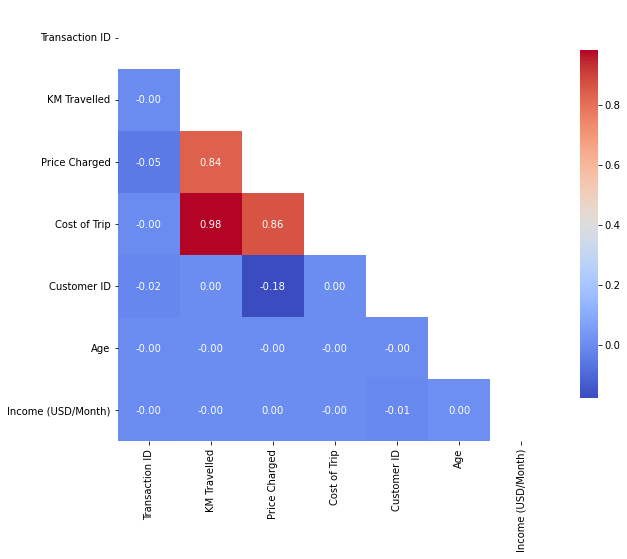 Transaction ID
KM Travelled
-0.00
Price Charged
-0.05 0.84
Cost of Trip
-0.00 0.98 0.86
Customer ID
-0.02 0.00 -0.18 0.00
Age
-0.00 -0.00 -0.00 -0.00 -0.00
Income (USD/Month)
-0.00 -0.00 0.00 -0.00 -0.01 0.00
Transaction ID
KM Travelled
Price Charged
Cost of Trip
Customer ID
Age
Income (USD/Month)
0.8
0.6
0.4
0.2
0.0